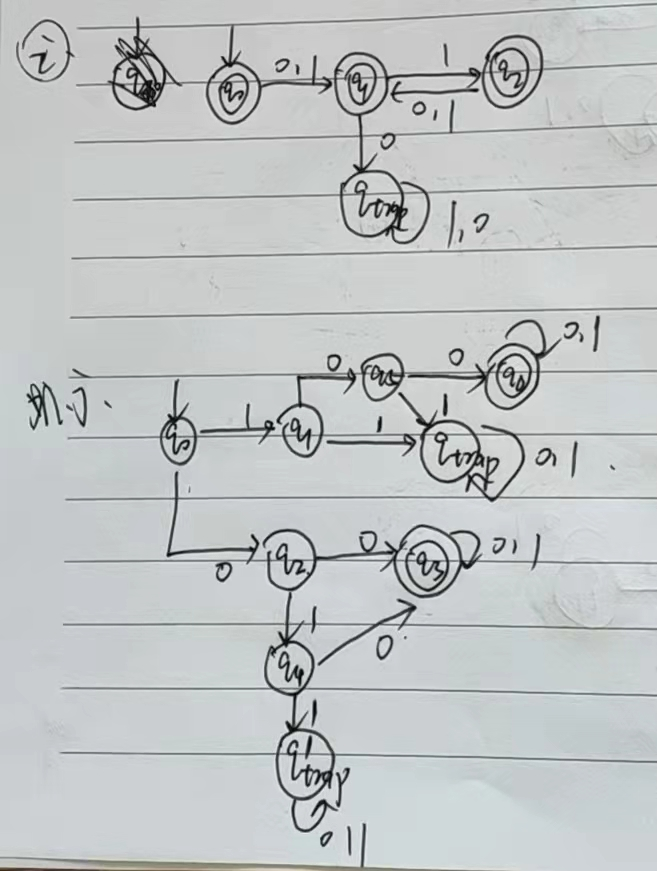 i
q0 0,1 q1 1 q2
0,1
0
qtrap 1,0
0 q5 0 q6 0,1
q0 1 q1 1 qtrap 1 0,1
0 q2 0 q3 0,1
1
q4 0
1
qtrap
0,1